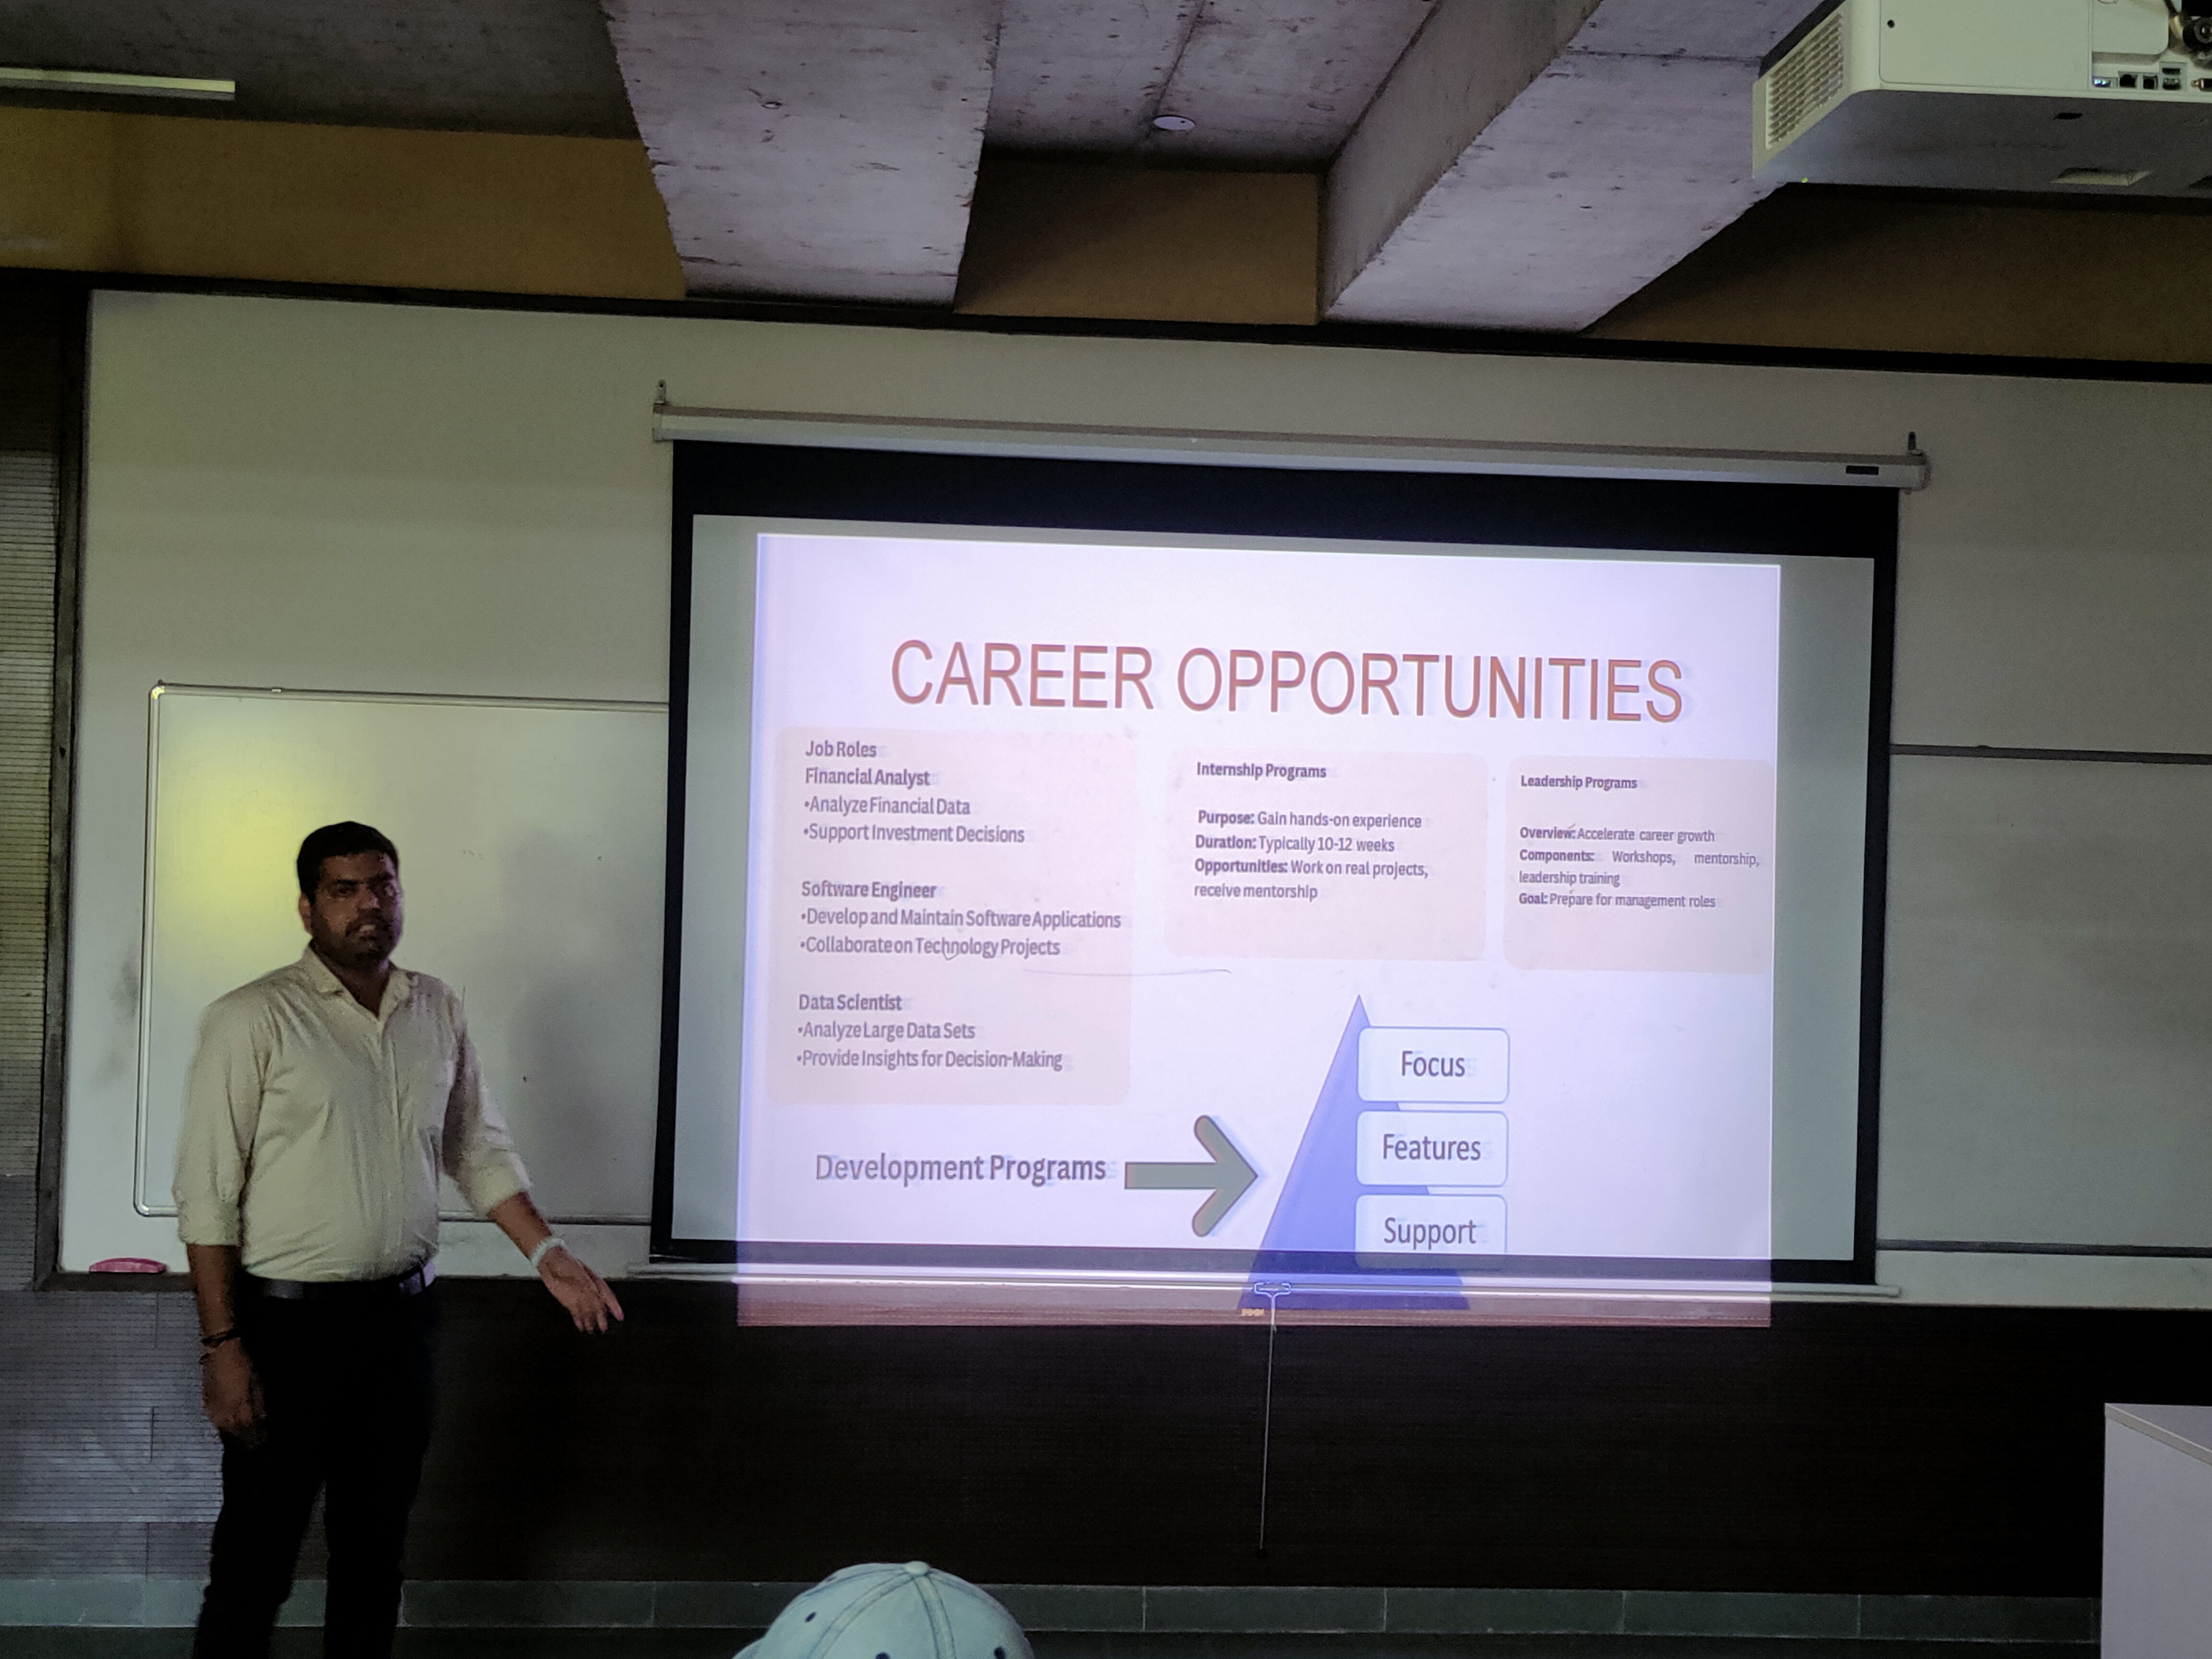 CAREER OPPORTUNITIES
Job Roles
Financial Analyst
•Analyze Financial Data
•Support Investment Decisions
Software Engineer
•Develop and Maintain Software Applications
•Collaborate on Technology Projects
Data Scientist
•Analyze Large Data Sets
•Provide Insights for Decision-Making
Internship Programs
Purpose: Gain hands-on experience
Duration: Typically 10-12 weeks
Opportunities: Work on real projects,
receive mentorship
Leadership Programs
Overview: Accelerate career growth
Components: Workshops, mentorship,
leadership training
Goal: Prepare for management roles
Development Programs
Focus
Features
Support